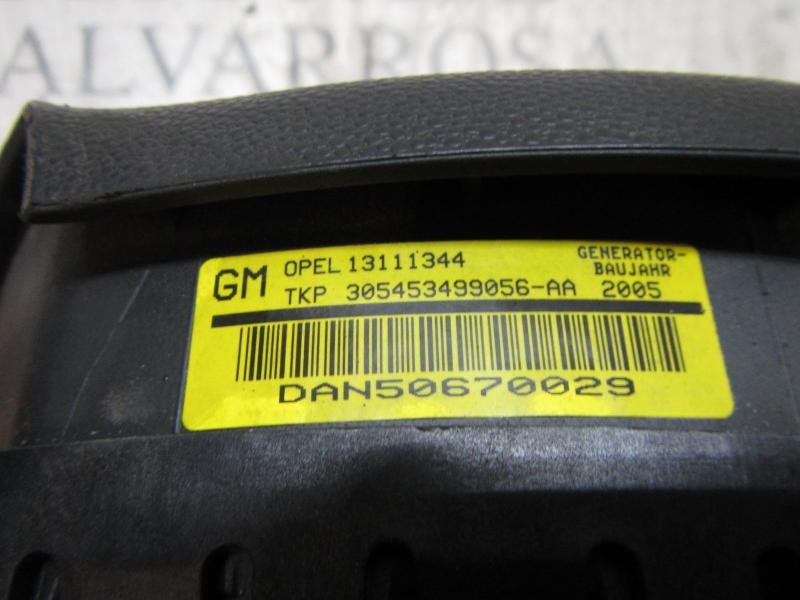 ALVARROSA
GM OPEL 13111344 GENERATOR-
BAUJAHR
TKP 305453499056-AA 2005
DAN50670029